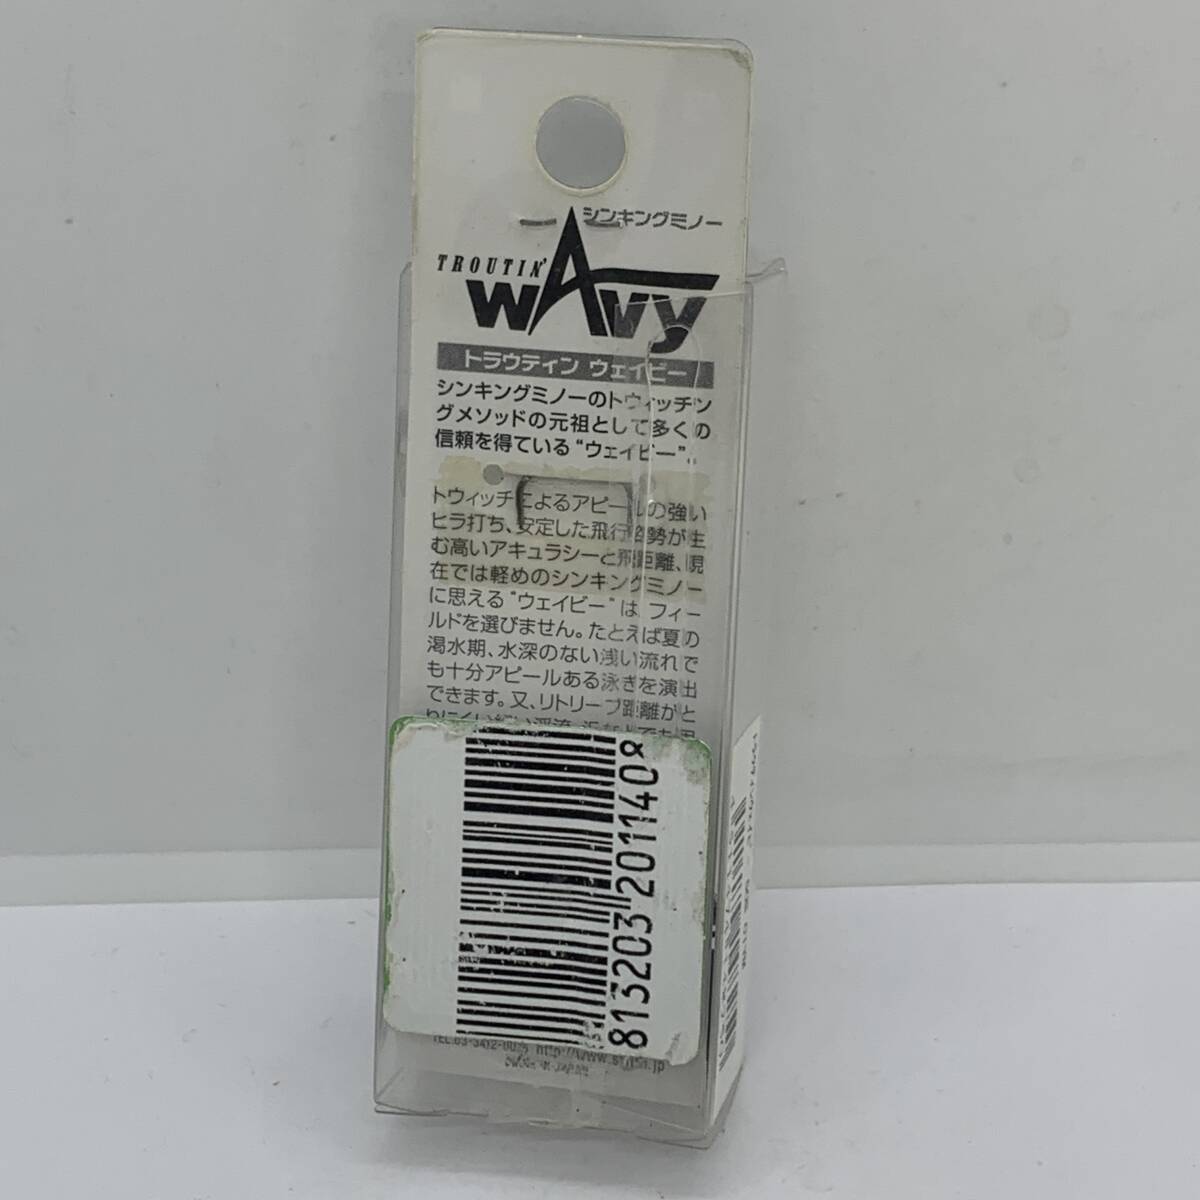 シンキングミノー
TROUTIN'
WAVY
トラウティン ウェイビー
シンキングミノーのトウィッチン
グメソッドの元祖として多くの
信頼を得ている“ウェイビー”。
トウィッチによるアピールの強い
ヒラ打ち、安定した飛行姿勢が生
む高いアキュラシーと飛距離、現
在では軽めのシンキングミノー
に思える“ウェイビー”は、フィー
ルドを選びません。たとえば夏の
渇水期、水深のない浅い流れで
も十分アピールある泳ぎを演出
できます。又、リトリーブ距離がと
813203 2011408
TEL.03-3412-00